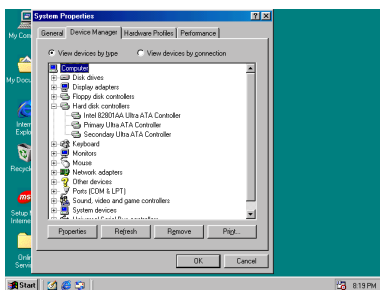 System Properties
General Device Manager Hardware Profiles Performance
View devices by type View devices by connection
Computer
Disk drives
Display adapters
Floppy disk controllers
Hard disk controllers
Intel 82801AA Ultra ATA Controller
Primary Ultra ATA Controller
Secondary Ultra ATA Controller
Keyboard
Monitors
Mouse
Network adapters
Other devices
Ports (COM & LPT)
Sound, video and game controllers
System devices
Properties Refresh Remove Print...
OK Cancel
My Com
My Docu
Intern
Explo
Recycl
msn
Setup
Interne
Onlin
Servi
Start
8:19 PM